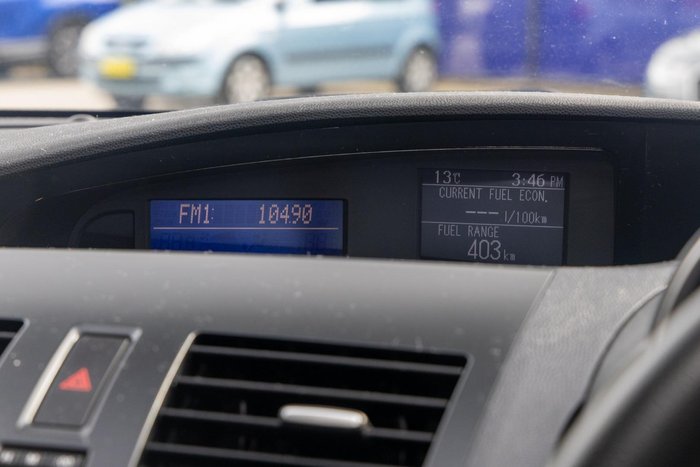 FM1: 104.90
13℃ 3:46 PM
CURRENT FUEL ECON.
--- l/100km
FUEL RANGE
403 km